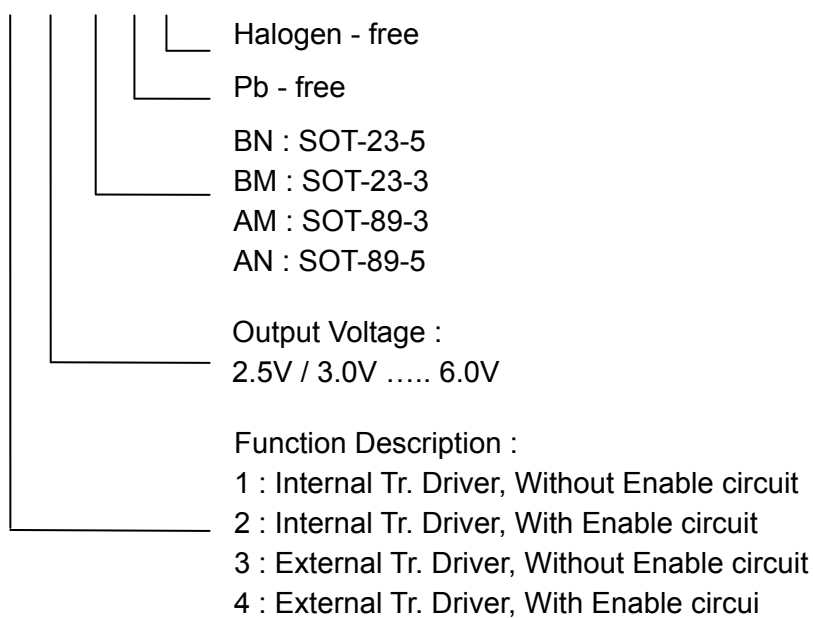 Halogen - free
Pb - free
BN : SOT-23-5
BM : SOT-23-3
AM : SOT-89-3
AN : SOT-89-5
Output Voltage :
2.5V / 3.0V ….. 6.0V
Function Description :
1 : Internal Tr. Driver, Without Enable circuit
2 : Internal Tr. Driver, With Enable circuit
3 : External Tr. Driver, Without Enable circuit
4 : External Tr. Driver, With Enable circui